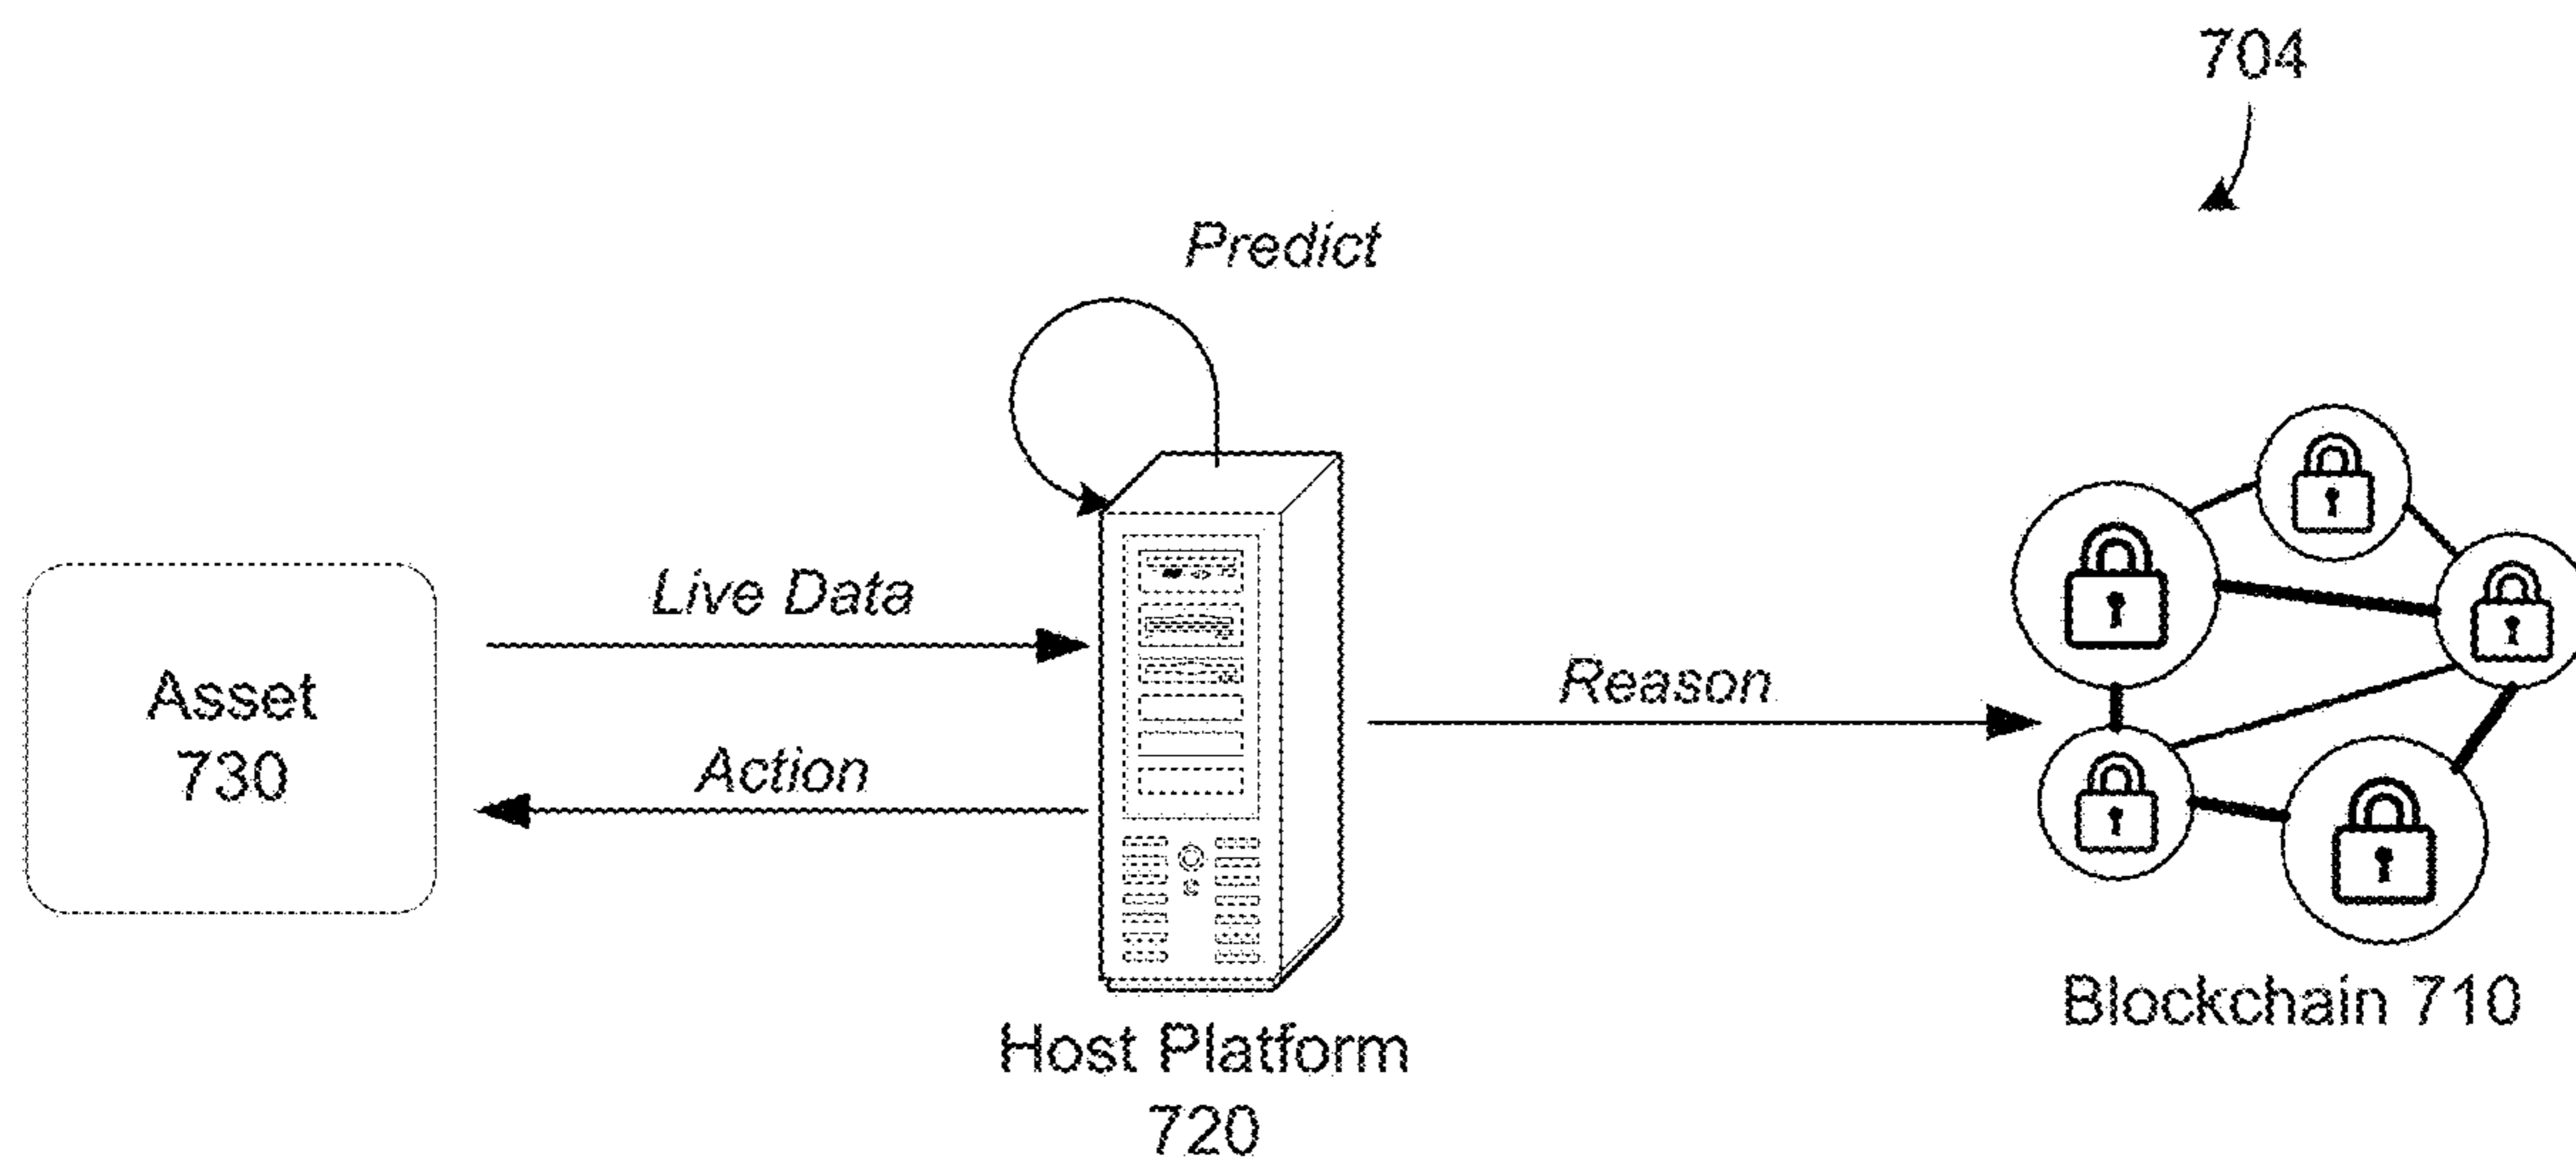 704
Predict
Live Data
Asset
730
Action
Reason
Host Platform
720
Blockchain 710